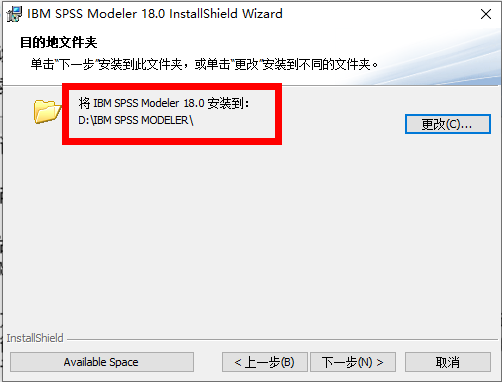 IBM SPSS Modeler 18.0 InstallShield Wizard
目的地文件夹
单击"下一步"安装到此文件夹，或单击"更改"安装到不同的文件夹。
将 IBM SPSS Modeler 18.0 安装到：
D:\IBM SPSS MODELER\
更改(C)...
InstallShield
Available Space
< 上一步(B)
下一步(N) >
取消